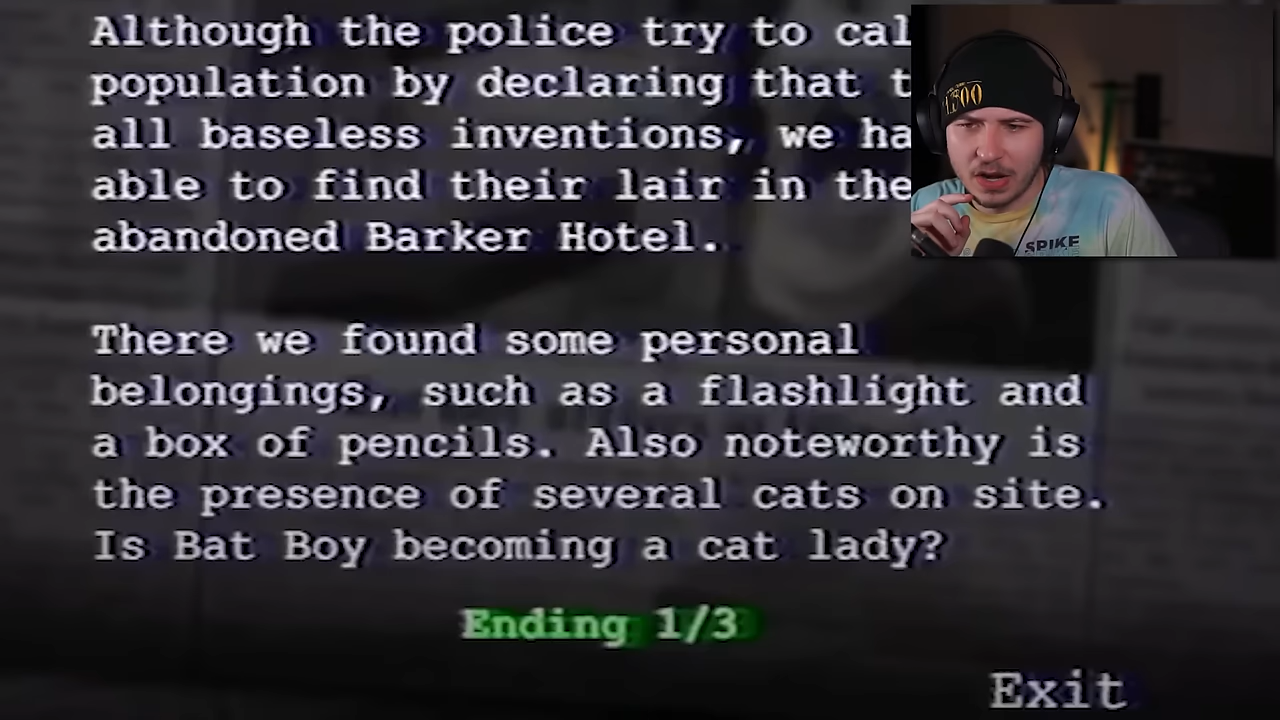 Although the police try to
population by declaring that
all baseless inventions, we
able to find their lair in the
abandoned Barker Hotel.
There we found some personal
belongings, such as a flashlight and
a box of pencils. Also noteworthy is
the presence of several cats on site.
Is Bat Boy becoming a cat lady?
Ending 1/3
Exit
SPIKE